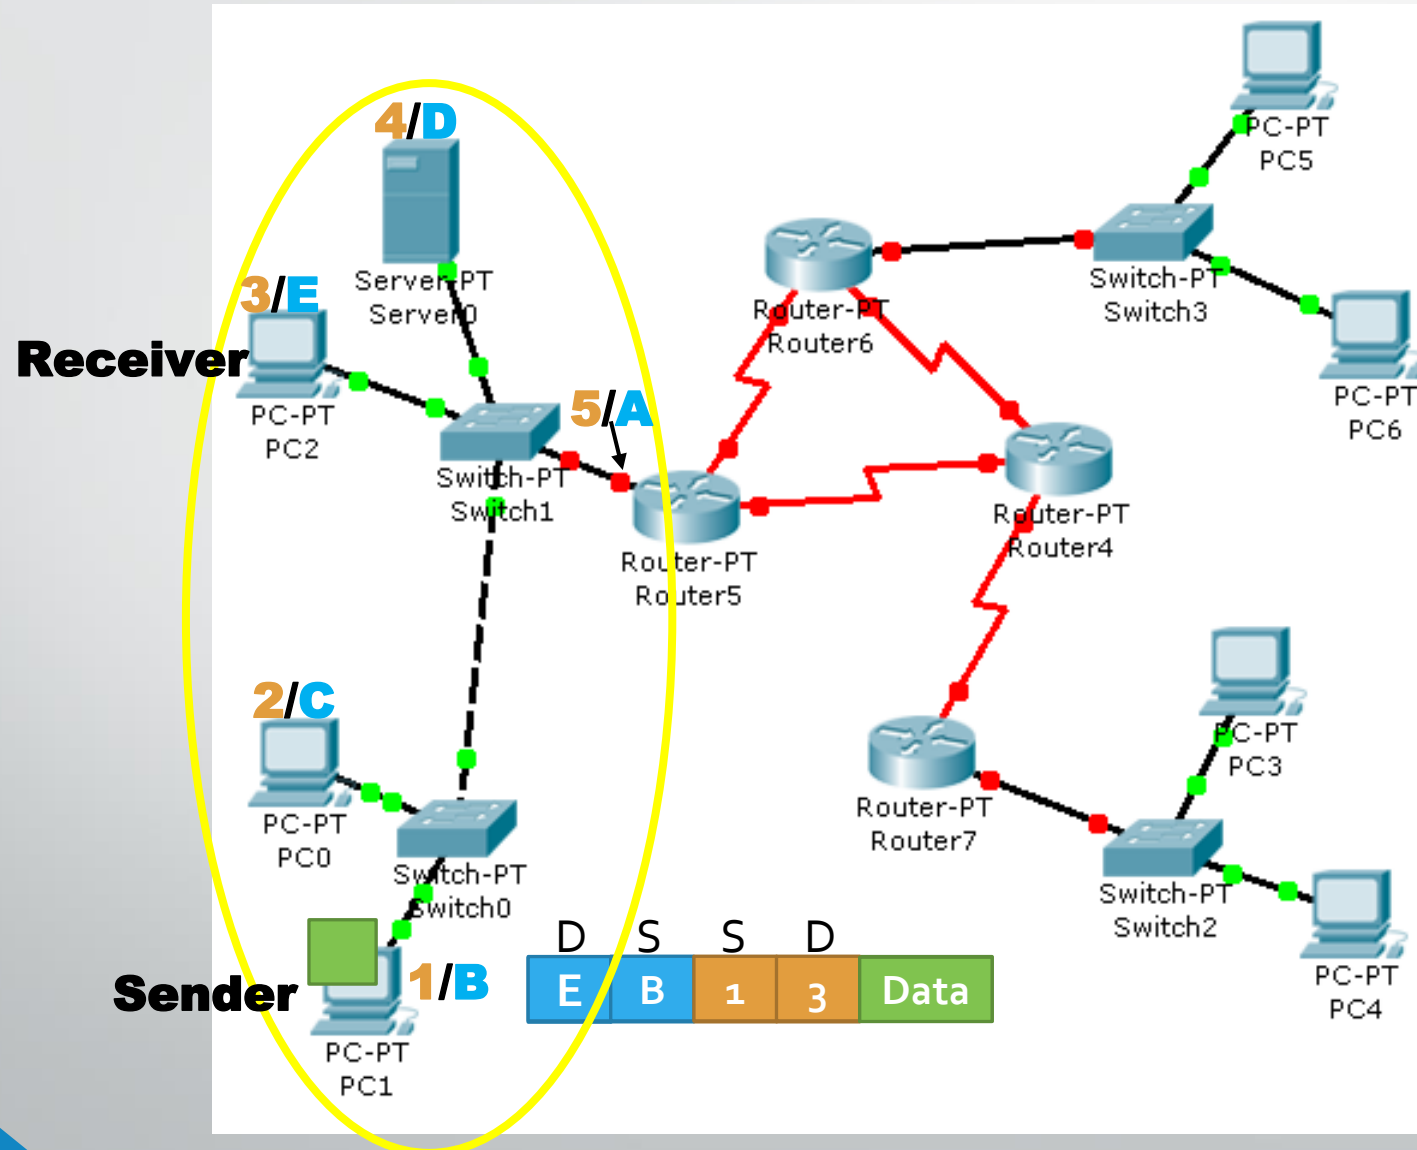 4/D
Server-PT
Server0
3/E
Receiver
PC-PT
PC2
5/A
Switch-PT
Switch1
Router-PT
Router5
Router-PT
Router6
PC-PT
PC5
Switch-PT
Switch3
PC-PT
PC6
Router-PT
Router4
2/C
PC-PT
PC0
Switch-PT
Switch0
Sender
1/B
PC-PT
PC1
D S S D
E B 1 3 Data
Router-PT
Router7
PC-PT
PC3
Switch-PT
Switch2
PC-PT
PC4